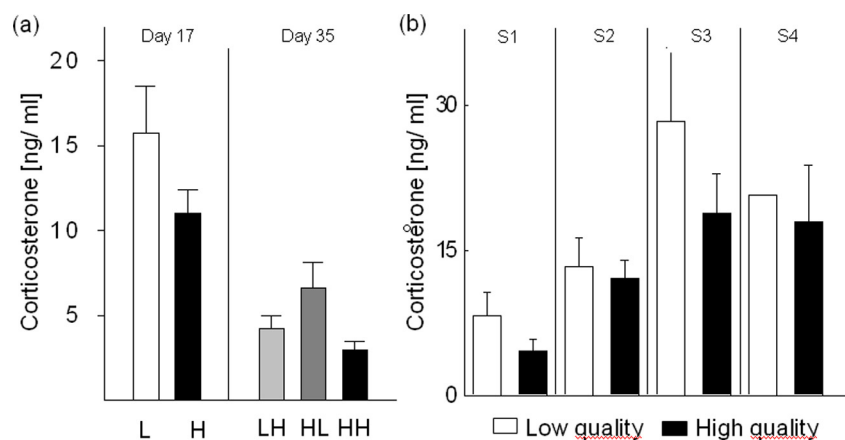 (a)
Day 17
Day 35
Corticosterone [ng/ ml]
20
15
10
5
L
H
LH
HL
HH
(b)
S1
S2
S3
S4
Corticosterone [ng/ ml]
30
15
0
Low quality
High quality